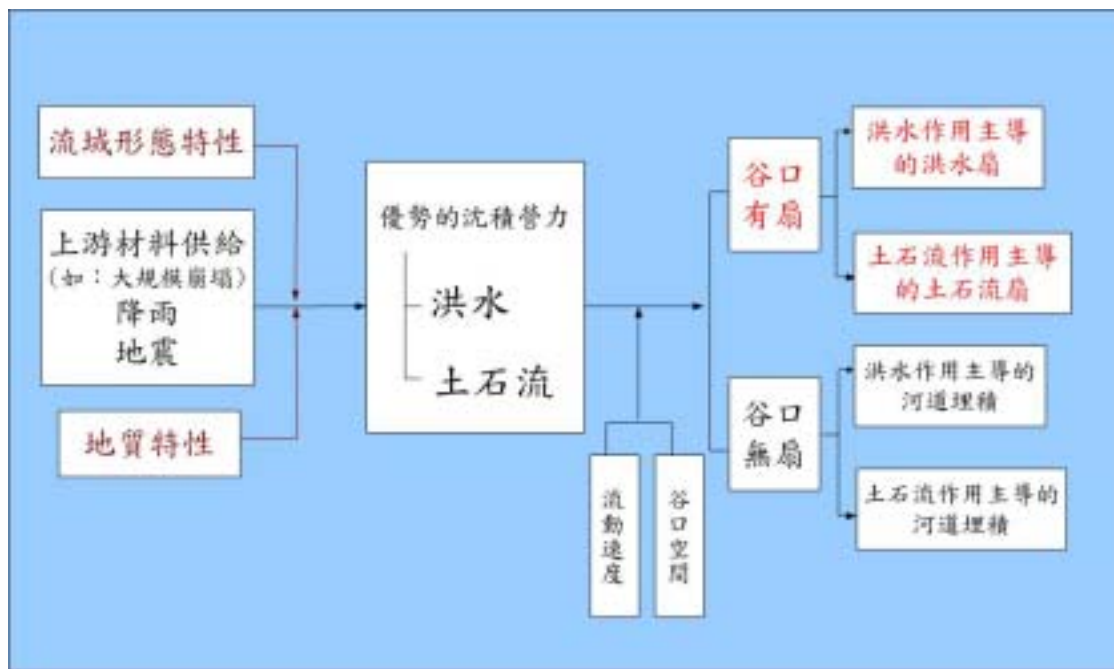 流域形態特性
上游材料供給
(如：大規模崩塌)
降雨
地震
地質特性
優勢的沈積營力
洪水
土石流
流動速度
谷口空間
谷口
有扇
谷口
無扇
洪水作用主導
的洪水扇
土石流作用主導
的土石流扇
洪水作用主導的
河道埋積
土石流作用主導的
河道埋積